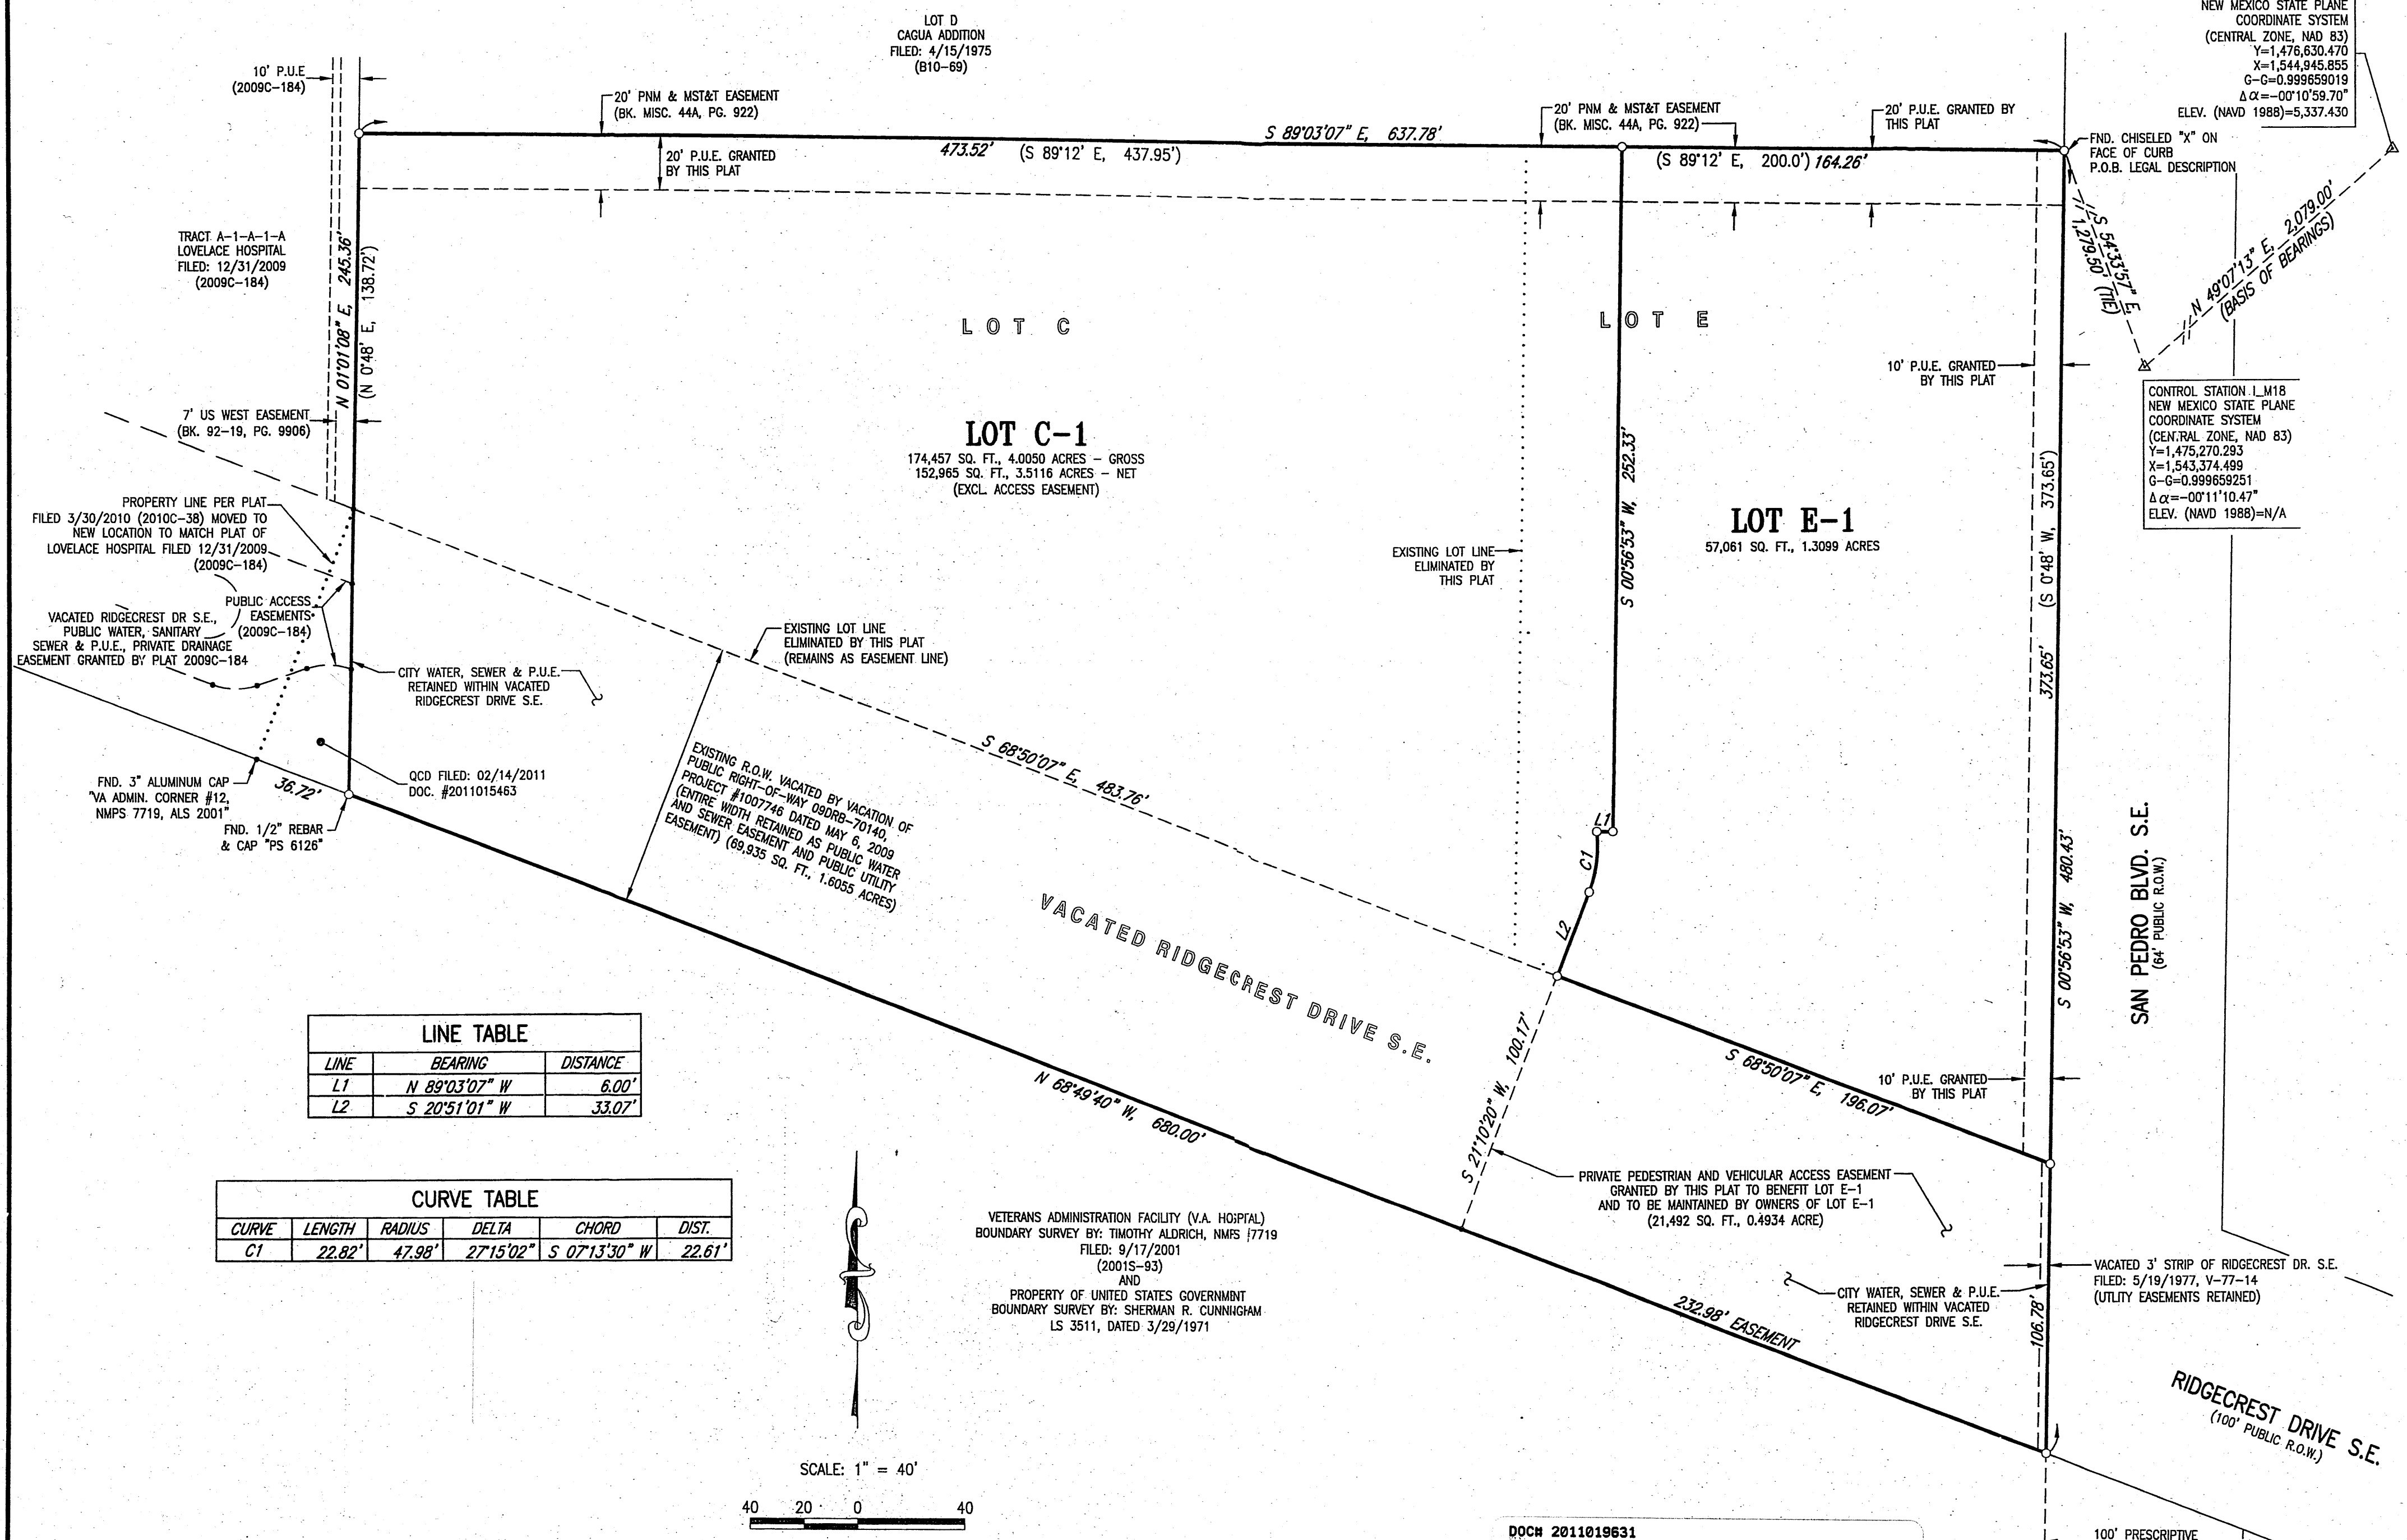 LOT D
CAGUA ADDITION
FILED: 4/15/1975
(B10-69)
NEW MEXICO STATE PLANE
COORDINATE SYSTEM
(CENTRAL ZONE, NAD 83)
Y=1,476,630.470
X=1,544,945.855
G-G=0.999659019
Δα=-00°10'59.70"
ELEV. (NAVD 1988)=5,337.430
10' P.U.E
(2009C-184)
20' PNM & MST&T EASEMENT
(BK. MISC. 44A, PG. 922)
20' PNM & MST&T EASEMENT
(BK. MISC. 44A, PG. 922)
20' P.U.E. GRANTED BY
THIS PLAT
S 89°03'07" E, 637.78'
473.52' (S 89°12' E, 437.95')
(S 89°12' E, 200.0') 164.26'
20' P.U.E. GRANTED
BY THIS PLAT
FND. CHISELED "X" ON
FACE OF CURB
P.O.B. LEGAL DESCRIPTION
S 54°33'57" E,
1,279.50' (TIE)
N 49°07'13" E, 2,079.00'
(BASIS OF BEARINGS)
TRACT A-1-A-1-A
LOVELACE HOSPITAL
FILED: 12/31/2009
(2009C-184)
N 01°01'08" E, 245.36'
(N 0°48' E, 138.72')
LOT C
LOT E
10' P.U.E. GRANTED
BY THIS PLAT
CONTROL STATION I_M18
NEW MEXICO STATE PLANE
COORDINATE SYSTEM
(CENTRAL ZONE, NAD 83)
Y=1,475,270.293
X=1,543,374.499
G-G=0.999659251
Δα=-00°11'10.47"
ELEV. (NAVD 1988)=N/A
7' US WEST EASEMENT
(BK. 92-19, PG. 9906)
LOT C-1
174,457 SQ. FT., 4.0050 ACRES - GROSS
152,965 SQ. FT., 3.5116 ACRES - NET
(EXCL. ACCESS EASEMENT)
S 00°56'53" W, 252.33'
LOT E-1
57,061 SQ. FT., 1.3099 ACRES
373.65' (S 0°48' W, 373.65')
PROPERTY LINE PER PLAT
FILED 3/30/2010 (2010C-38) MOVED TO
NEW LOCATION TO MATCH PLAT OF
LOVELACE HOSPITAL FILED 12/31/2009
(2009C-184)
EXISTING LOT LINE
ELIMINATED BY
THIS PLAT
PUBLIC ACCESS
EASEMENTS
(2009C-184)
VACATED RIDGECREST DR S.E.,
PUBLIC WATER, SANITARY
SEWER & P.U.E., PRIVATE DRAINAGE
EASEMENT GRANTED BY PLAT 2009C-184
EXISTING LOT LINE
ELIMINATED BY THIS PLAT
(REMAINS AS EASEMENT LINE)
CITY WATER, SEWER & P.U.E.
RETAINED WITHIN VACATED
RIDGECREST DRIVE S.E.
S 68°50'07" E, 483.76'
EXISTING R.O.W. VACATED BY VACATION OF
PUBLIC RIGHT-OF-WAY 09DRB-70140,
PROJECT #1007746 DATED MAY 6, 2009
(ENTIRE WIDTH RETAINED AS PUBLIC WATER
AND SEWER EASEMENT AND PUBLIC UTILITY
EASEMENT) (69,935 SQ. FT., 1.6055 ACRES)
QCD FILED: 02/14/2011
DOC. #2011015463
FND. 3" ALUMINUM CAP
"VA ADMIN. CORNER #12,
NMPS 7719, ALS 2001"
36.72'
FND. 1/2" REBAR
& CAP "PS 6126"
L1
C1
L2
S 00°56'53" W, 480.43'
SAN PEDRO BLVD. S.E.
(64' PUBLIC R.O.W.)
VACATED RIDGECREST DRIVE S.E.
LINE TABLE
LINE BEARING DISTANCE
L1 N 89°03'07" W 6.00'
L2 S 20°51'01" W 33.07'
N 68°49'40" W, 680.00'
S 21°10'20" W, 100.17'
S 68°50'07" E, 196.07'
10' P.U.E. GRANTED
BY THIS PLAT
CURVE TABLE
CURVE LENGTH RADIUS DELTA CHORD DIST.
C1 22.82' 47.98' 27°15'02" S 07°13'30" W 22.61'
PRIVATE PEDESTRIAN AND VEHICULAR ACCESS EASEMENT
GRANTED BY THIS PLAT TO BENEFIT LOT E-1
AND TO BE MAINTAINED BY OWNERS OF LOT E-1
(21,492 SQ. FT., 0.4934 ACRE)
VETERANS ADMINISTRATION FACILITY (V.A. HOSPITAL)
BOUNDARY SURVEY BY: TIMOTHY ALDRICH, NMPS 7719
FILED: 9/17/2001
(2001S-93)
AND
PROPERTY OF UNITED STATES GOVERNMENT
BOUNDARY SURVEY BY: SHERMAN R. CUNNINGHAM
LS 3511, DATED 3/29/1971
VACATED 3' STRIP OF RIDGECREST DR. S.E.
FILED: 5/19/1977, V-77-14
(UTILITY EASEMENTS RETAINED)
CITY WATER, SEWER & P.U.E.
RETAINED WITHIN VACATED
RIDGECREST DRIVE S.E.
232.98' EASEMENT
106.78'
RIDGECREST DRIVE S.E.
(100' PUBLIC R.O.W.)
SCALE: 1" = 40'
40 20 0 40
DOC# 2011019631
100' PRESCRIPTIVE